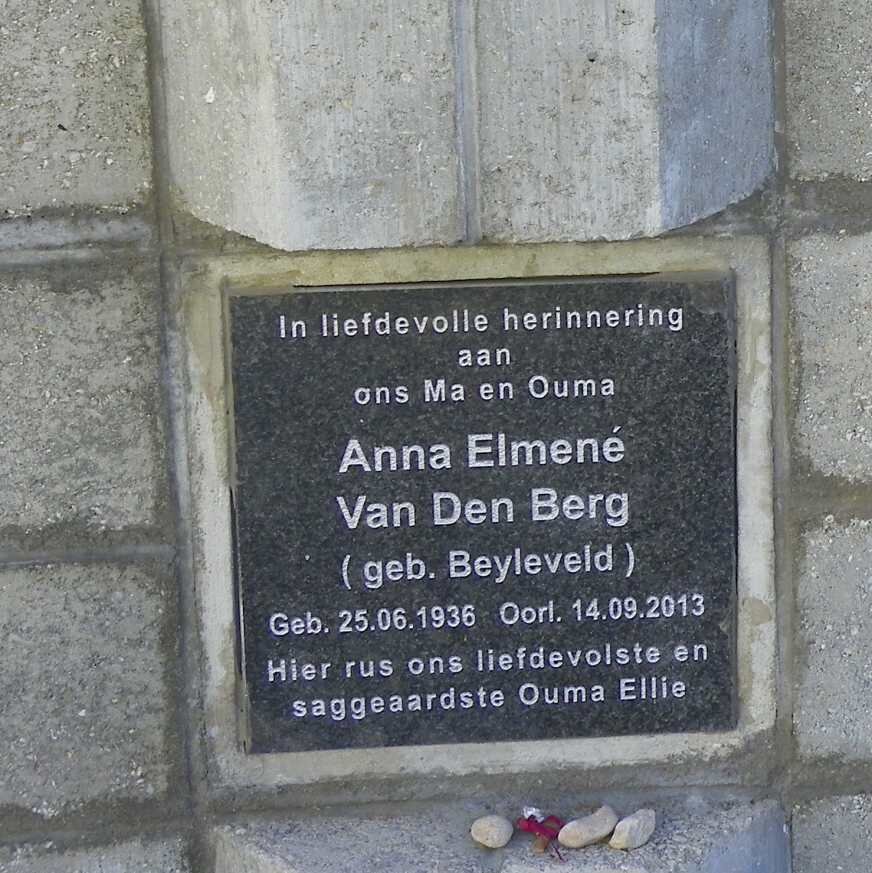 In liefdevolle herinnering
aan
ons Ma en Ouma
Anna Elmené
Van Den Berg
( geb. Beyleveld )
Geb. 25.06.1936 Oorl. 14.09.2013
Hier rus ons liefdevolste en
saggeaardste Ouma Ellie